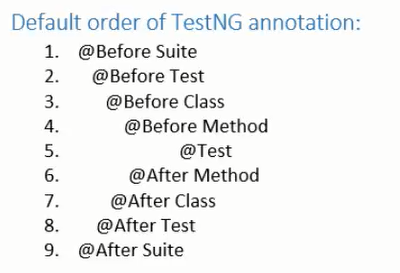 Default order of TestNG annotation:
1. @Before Suite
2. @Before Test
3. @Before Class
4. @Before Method
5. @Test
6. @After Method
7. @After Class
8. @After Test
9. @After Suite